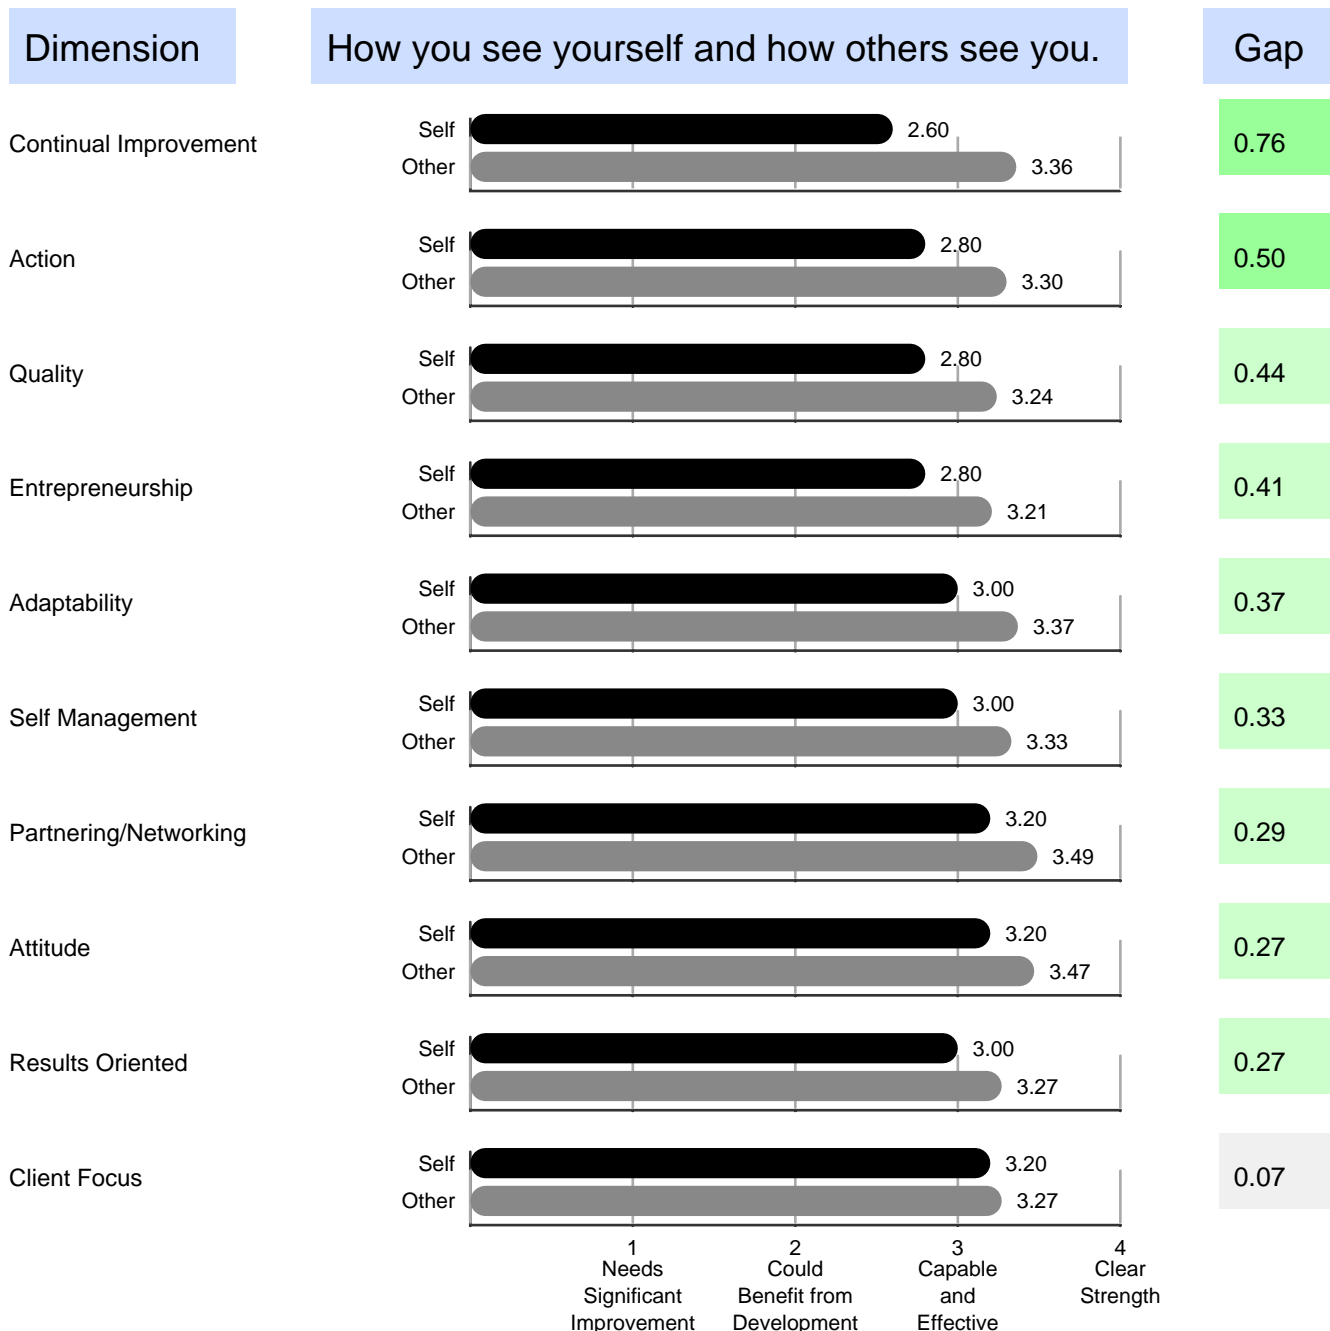 Dimension How you see yourself and how others see you. Gap
Continual Improvement Self 2.60 0.76
Other 3.36
Action Self 2.80 0.50
Other 3.30
Quality Self 2.80 0.44
Other 3.24
Entrepreneurship Self 2.80 0.41
Other 3.21
Adaptability Self 3.00 0.37
Other 3.37
Self Management Self 3.00 0.33
Other 3.33
Partnering/Networking Self 3.20 0.29
Other 3.49
Attitude Self 3.20 0.27
Other 3.47
Results Oriented Self 3.00 0.27
Other 3.27
Client Focus Self 3.20 0.07
Other 3.27
1 2 3 4
Needs Could Capable Clear
Significant Benefit from and Strength
Improvement Development Effective